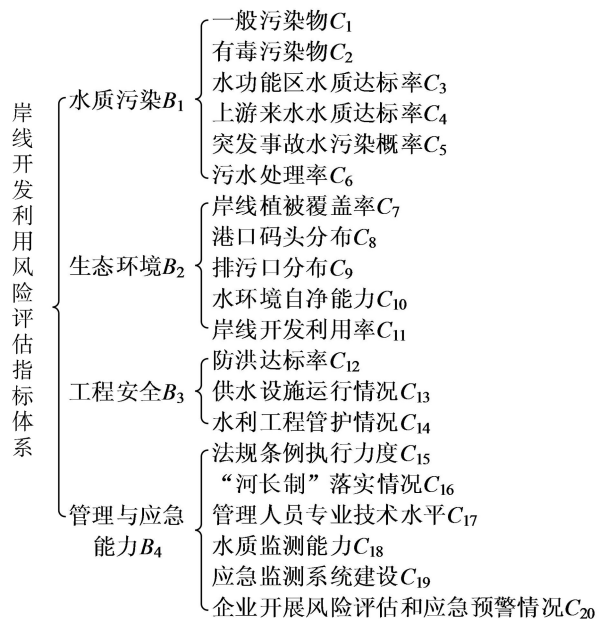 岸线开发利用风险评估指标体系
水质污染B₁
一般污染物C₁
有毒污染物C₂
水功能区水质达标率C₃
上游来水水质达标率C₄
突发事故水污染概率C₅
污水处理率C₆
生态环境B₂
岸线植被覆盖率C₇
港口码头分布C₈
排污口分布C₉
水环境自净能力C₁₀
岸线开发利用率C₁₁
工程安全B₃
防洪达标率C₁₂
供水设施运行情况C₁₃
水利工程管护情况C₁₄
管理与应急
能力B₄
法规条例执行力度C₁₅
“河长制”落实情况C₁₆
管理人员专业技术水平C₁₇
水质监测能力C₁₈
应急监测系统建设C₁₉
企业开展风险评估和应急预警情况C₂₀